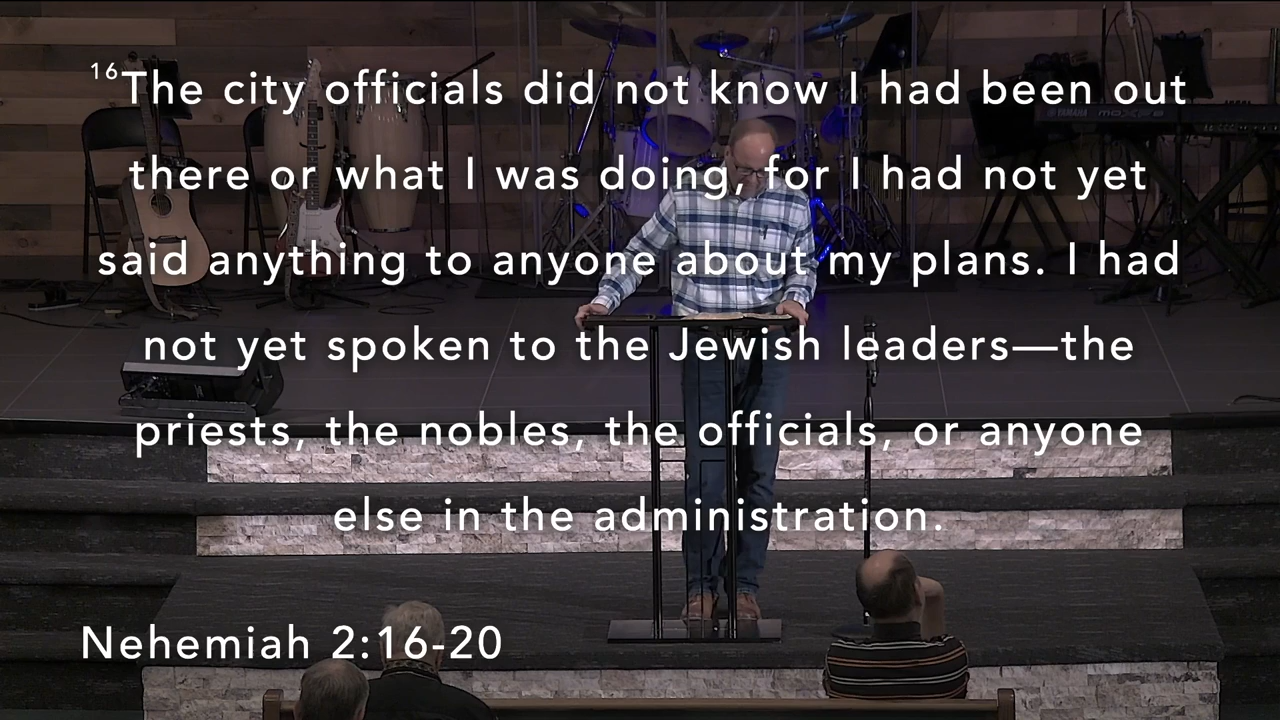 16The city officials did not know I had been out
there or what I was doing, for I had not yet
said anything to anyone about my plans. I had
not yet spoken to the Jewish leaders—the
priests, the nobles, the officials, or anyone
else in the administration.
Nehemiah 2:16-20
YAMAHA